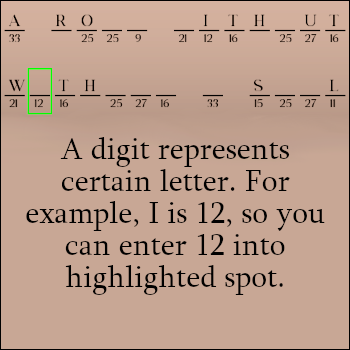 A R O I T H U T
33 25 25 9 21 12 16 25 27 16
W T H S L
21 12 16 25 27 16 33 15 25 27 11
A digit represents
certain letter. For
example, I is 12, so you
can enter 12 into
highlighted spot.